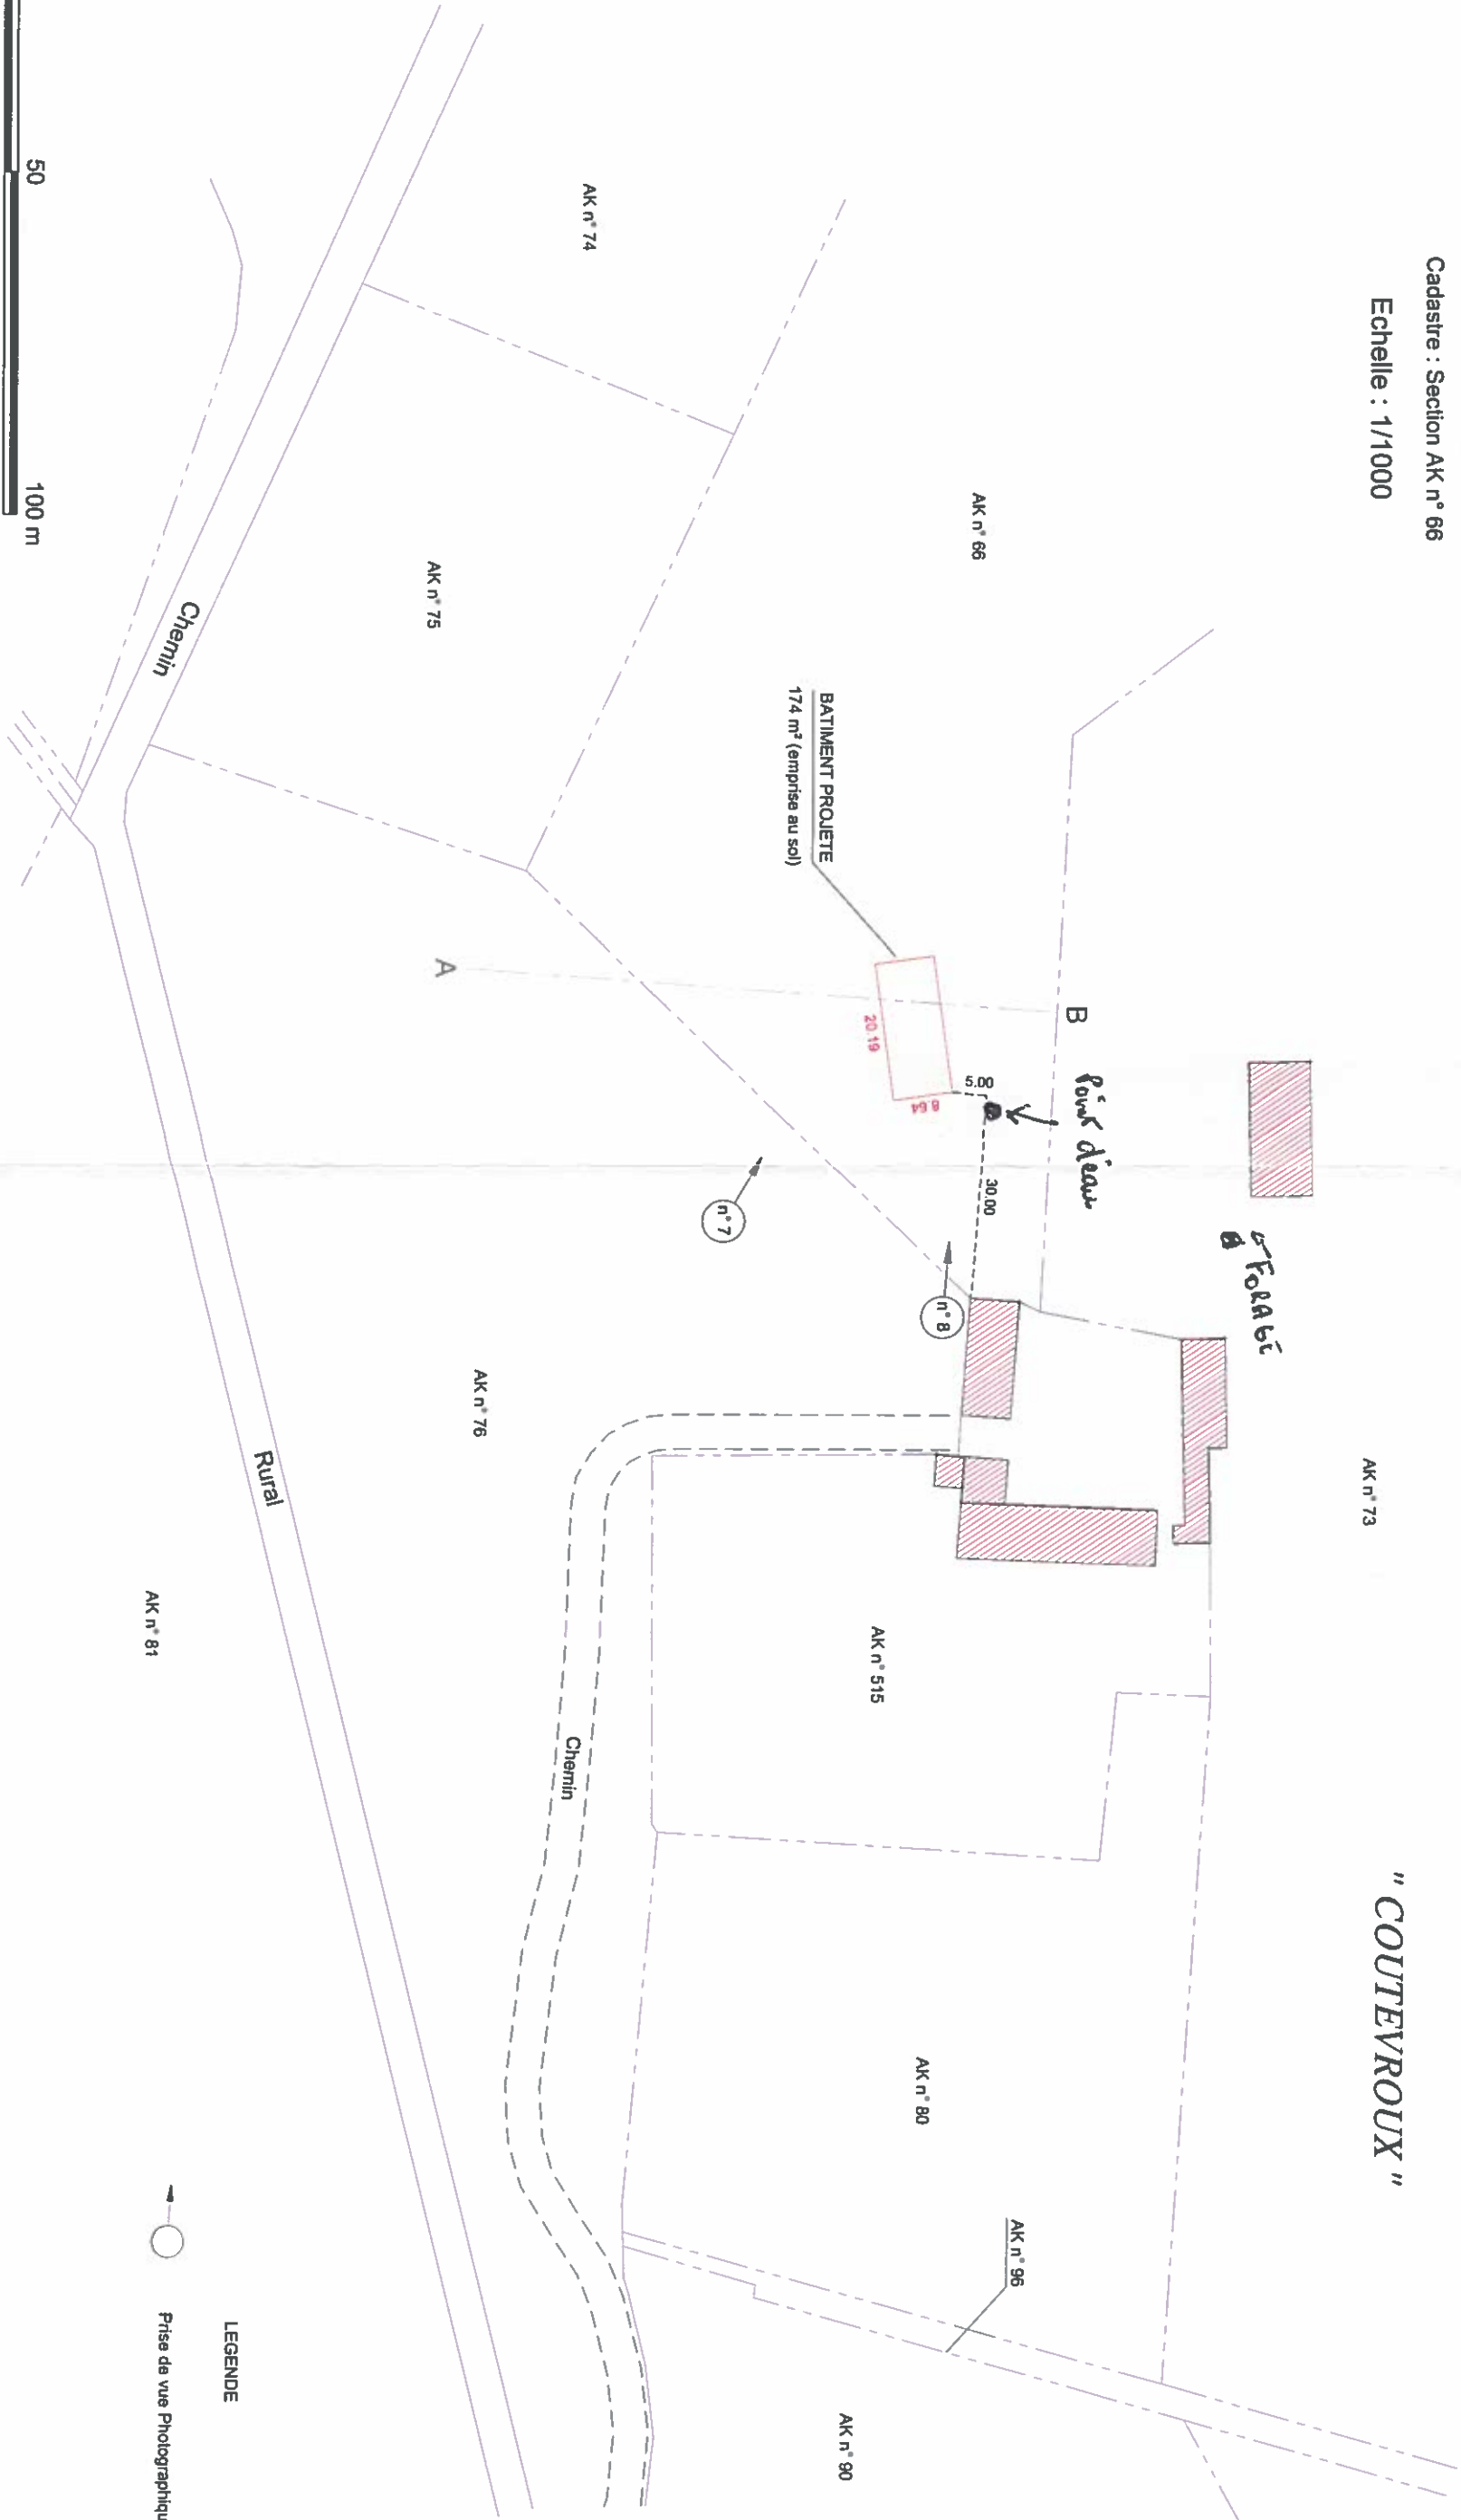 Cadastre : Section AK n° 66
Echelle : 1/1000
" COUTEVROUX "
AK n° 73
FORAGE
Point d'eau
B
AK n° 66
5.00
30.00
8.64
20.19
BATIMENT PROJETE
174 m² (emprise au sol)
n° 8
n° 7
AK n° 96
AK n° 80
AK n° 515
AK n° 90
AK n° 74
A
AK n° 76
AK n° 75
Chemin
Chemin
Rural
AK n° 81
LEGENDE
Prise de vue Photographiqu
50
100 m